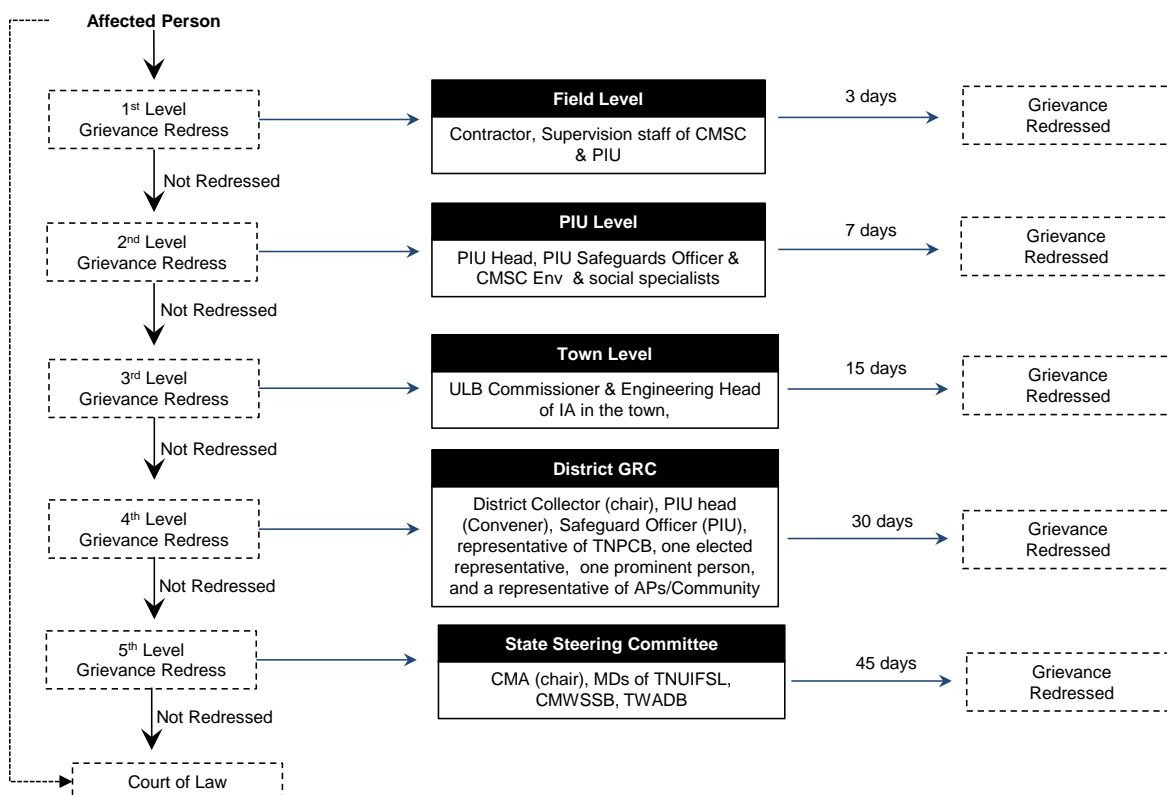 Affected Person
1st Level
Grievance Redress
Field Level
Contractor, Supervision staff of CMSC
& PIU
3 days
Grievance
Redressed
Not Redressed
2nd Level
Grievance Redress
PIU Level
PIU Head, PIU Safeguards Officer &
CMSC Env & social specialists
7 days
Grievance
Redressed
Not Redressed
3rd Level
Grievance Redress
Town Level
ULB Commissioner & Engineering Head
of IA in the town,
15 days
Grievance
Redressed
Not Redressed
4th Level
Grievance Redress
District GRC
District Collector (chair), PIU head
(Convener), Safeguard Officer (PIU),
representative of TNPCB, one elected
representative, one prominent person,
and a representative of APs/Community
30 days
Grievance
Redressed
Not Redressed
5th Level
Grievance Redress
State Steering Committee
CMA (chair), MDs of TNUIFSL,
CMWSSB, TWADB
45 days
Grievance
Redressed
Not Redressed
Court of Law